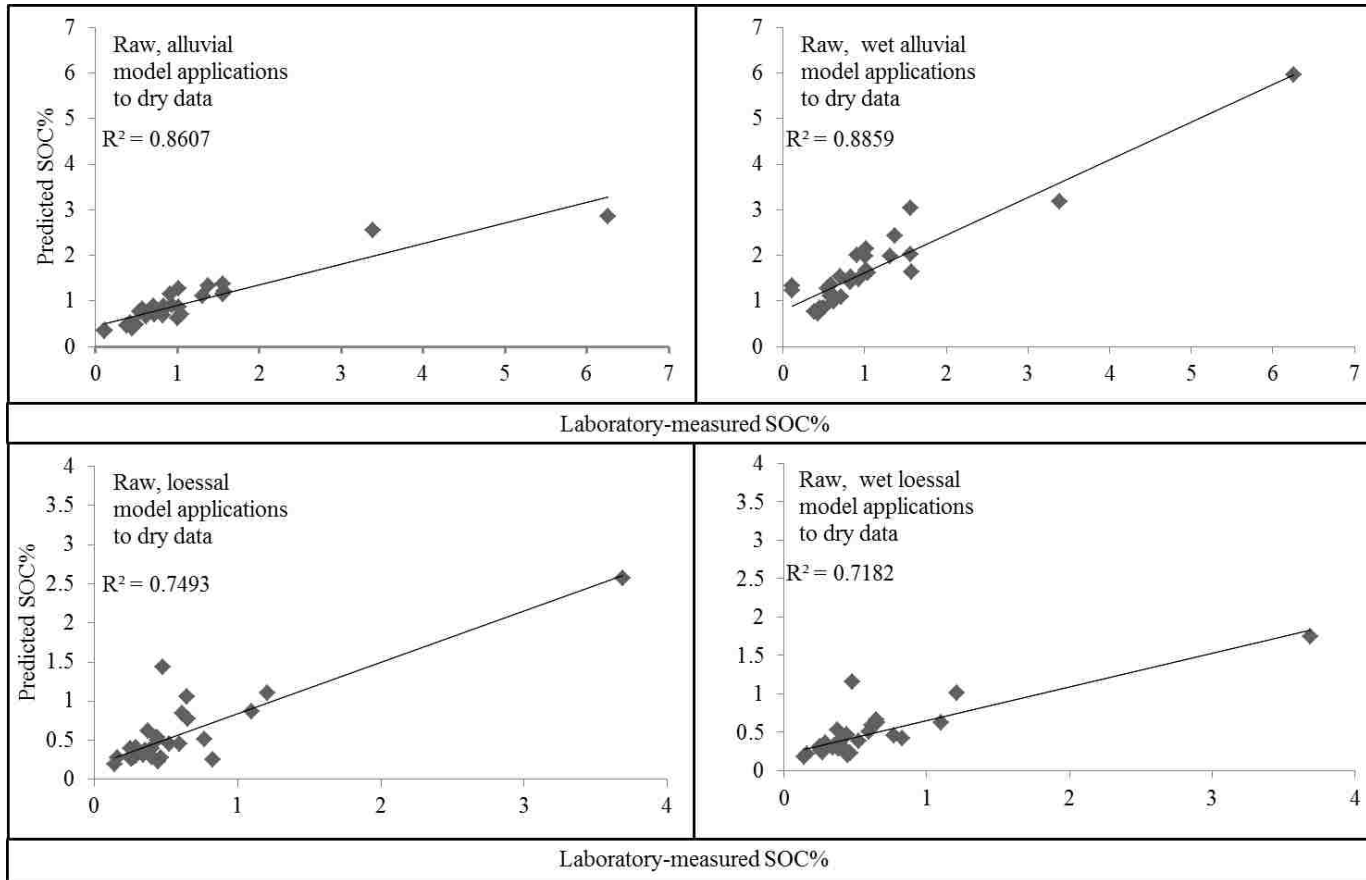 Raw, alluvial
model applications
to dry data
R² = 0.8607
Predicted SOC%
7
6
5
4
3
2
1
0
0 1 2 3 4 5 6 7
Raw, wet alluvial
model applications
to dry data
R² = 0.8859
7
6
5
4
3
2
1
0
0 1 2 3 4 5 6 7
Laboratory-measured SOC%
Raw, loessal
model applications
to dry data
R² = 0.7493
Predicted SOC%
4
3.5
3
2.5
2
1.5
1
0.5
0
0 1 2 3 4
Raw, wet loessal
model applications
to dry data
R² = 0.7182
4
3.5
3
2.5
2
1.5
1
0.5
0
0 1 2 3 4
Laboratory-measured SOC%